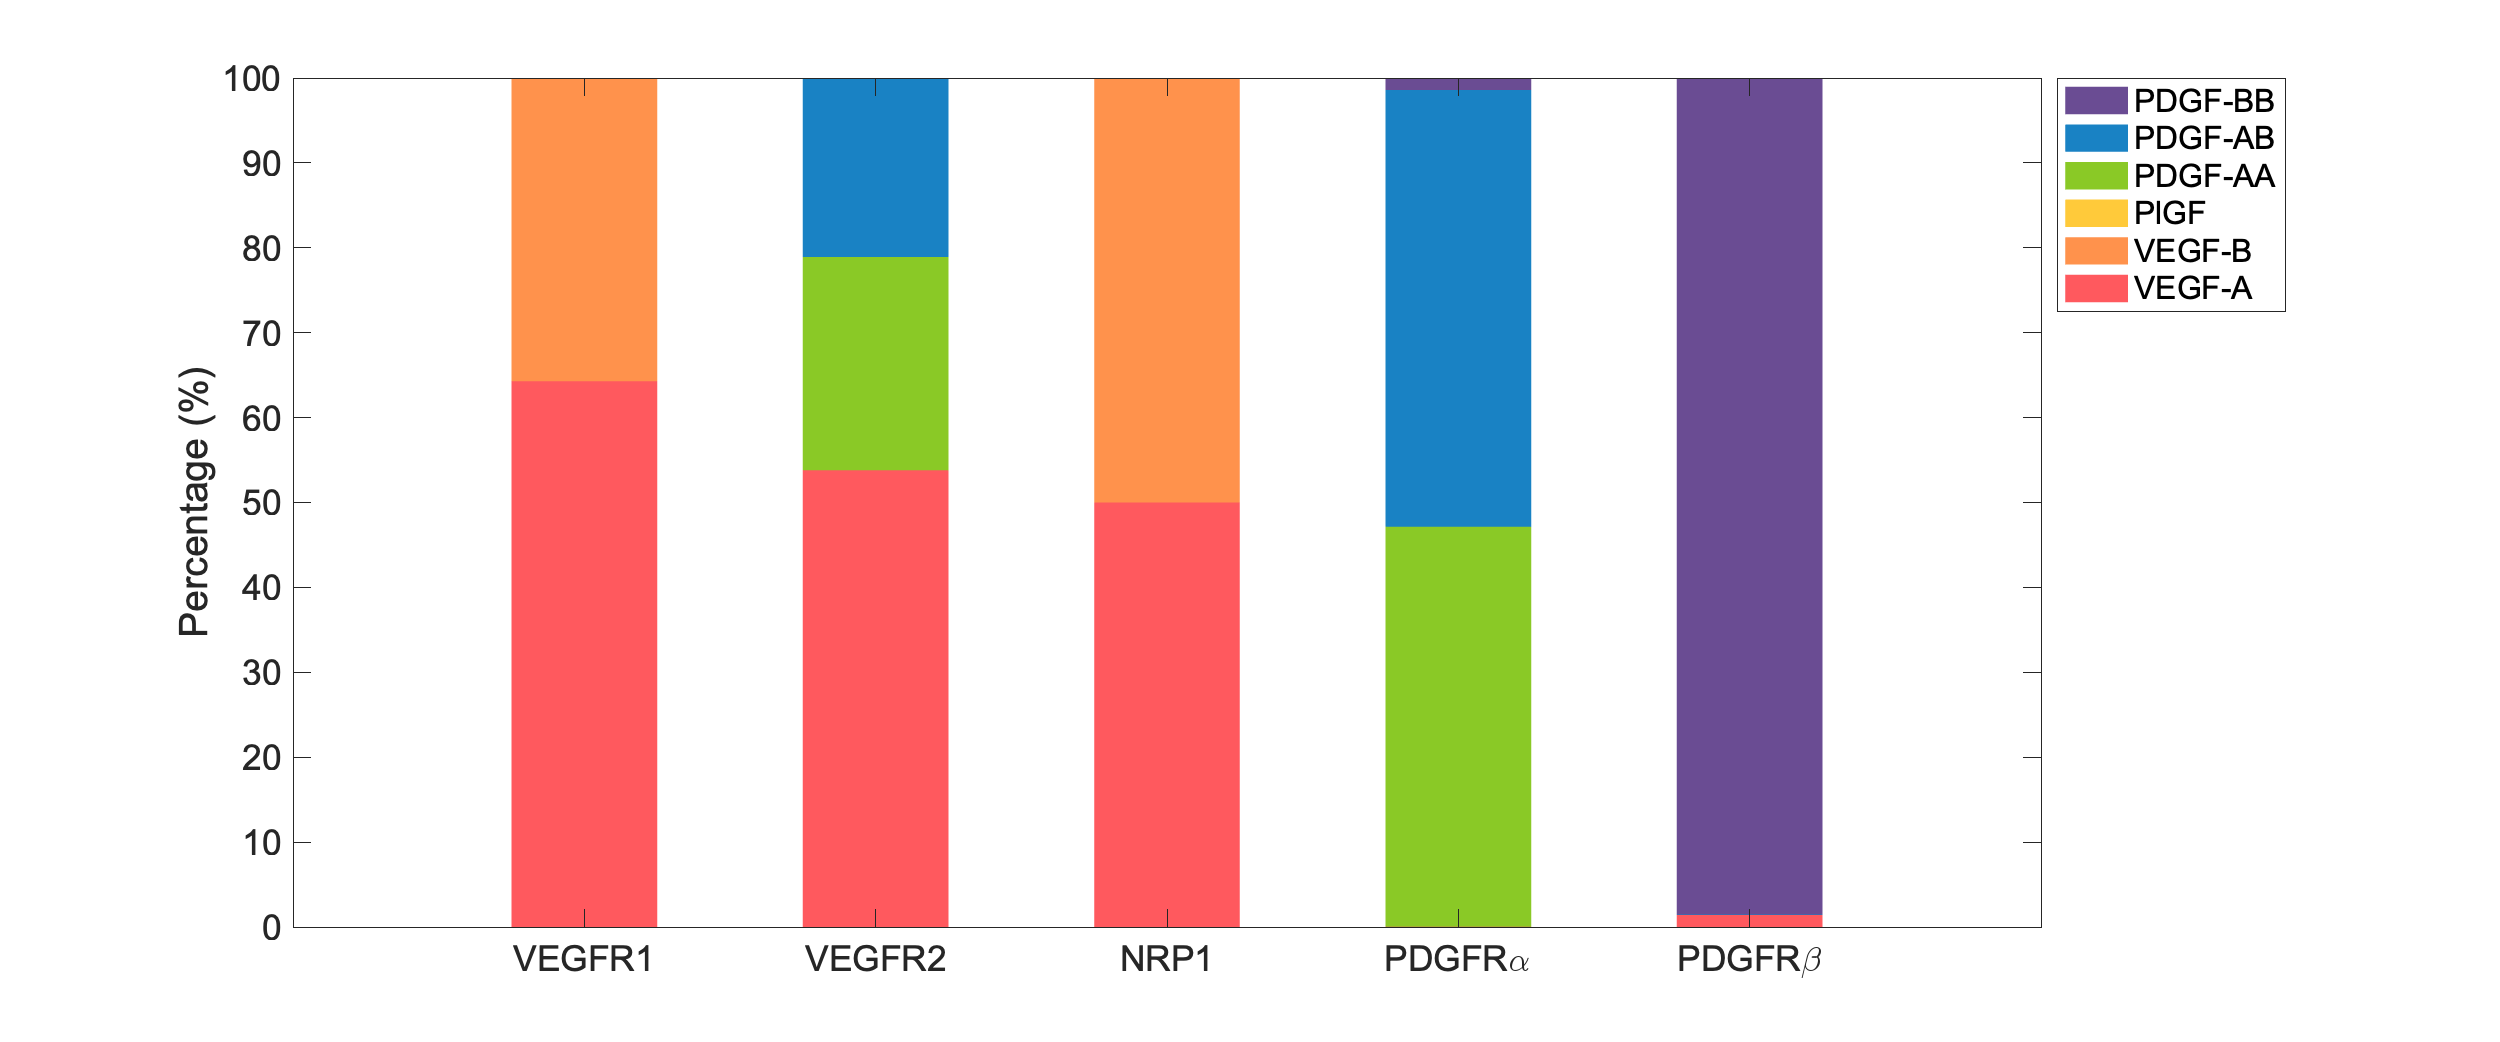 Percentage (%)
100
90
80
70
60
50
40
30
20
10
0
VEGFR1
VEGFR2
NRP1
PDGFRα
PDGFRβ
PDGF-BB
PDGF-AB
PDGF-AA
PlGF
VEGF-B
VEGF-A